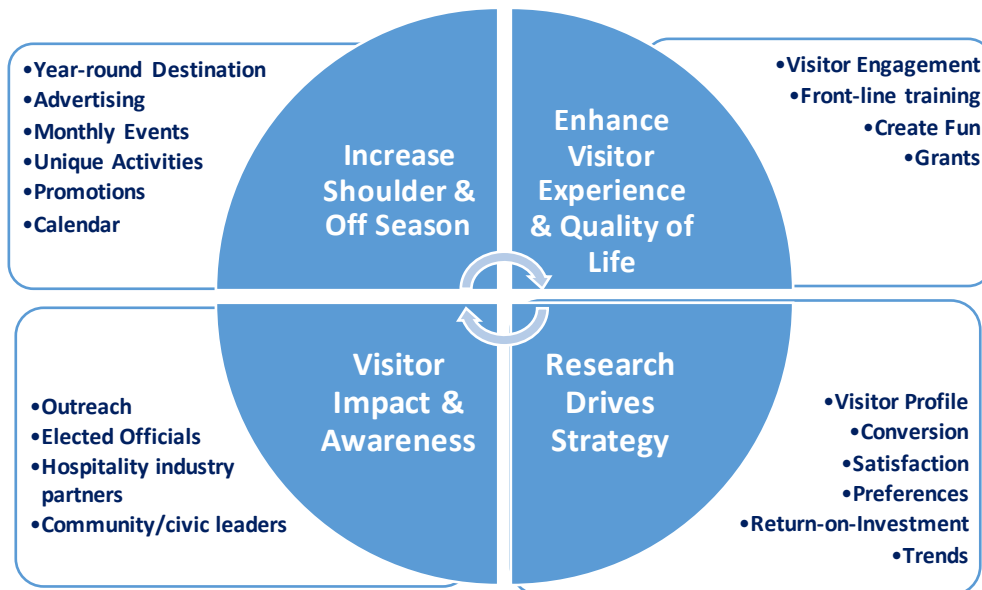 •Year-round Destination
•Advertising
•Monthly Events
•Unique Activities
•Promotions
•Calendar
Increase
Shoulder &
Off Season
Enhance
Visitor
Experience
& Quality of
Life
•Visitor Engagement
•Front-line training
•Create Fun
•Grants
•Outreach
•Elected Officials
•Hospitality industry
partners
•Community/civic leaders
Visitor
Impact &
Awareness
Research
Drives
Strategy
•Visitor Profile
•Conversion
•Satisfaction
•Preferences
•Return-on-Investment
•Trends